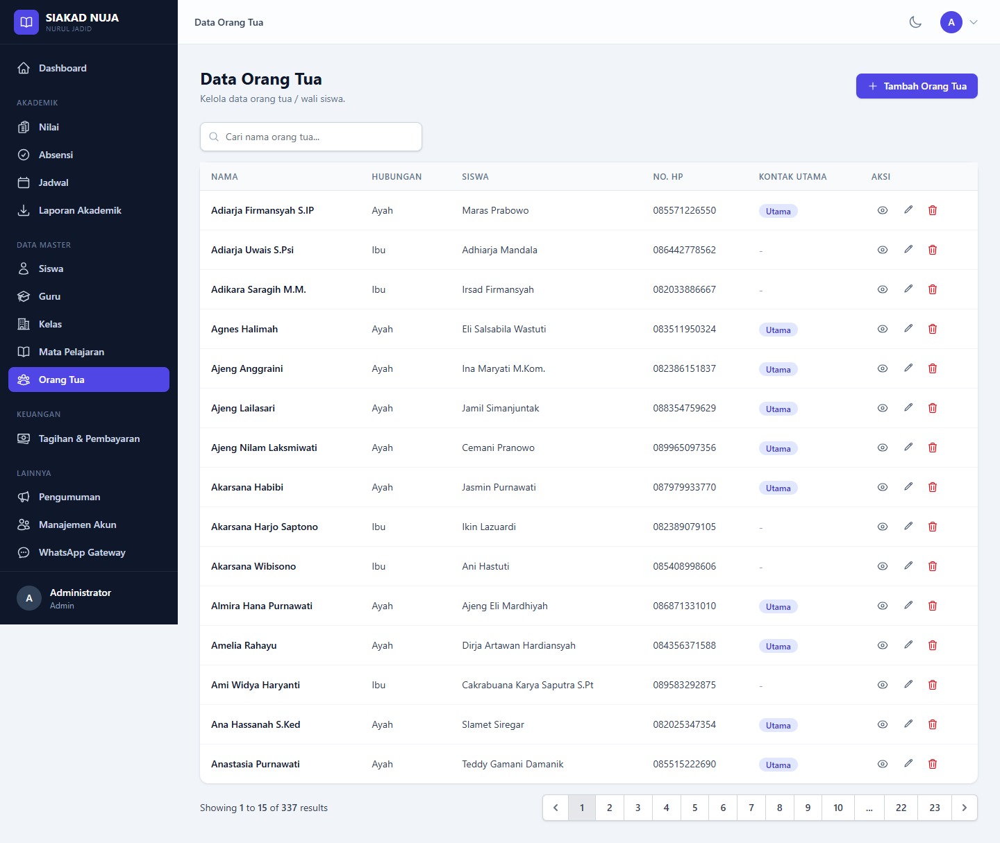 SIAKAD NUJA
NURUL JADID
Dashboard
AKADEMIK
Nilai
Absensi
Jadwal
Laporan Akademik
DATA MASTER
Siswa
Guru
Kelas
Mata Pelajaran
Orang Tua
KEUANGAN
Tagihan & Pembayaran
LAINNYA
Pengumuman
Manajemen Akun
WhatsApp Gateway
A
Administrator
Admin
Data Orang Tua
A
Data Orang Tua
Kelola data orang tua / wali siswa.
Tambah Orang Tua
Cari nama orang tua...
NAMA HUBUNGAN SISWA NO. HP KONTAK UTAMA AKSI
Adiarja Firmansyah S.IP Ayah Maras Prabowo 085571226550 Utama
Adiarja Uwais S.Psi Ibu Adhiarja Mandala 086442778562 -
Adikara Saragih M.M. Ibu Irsad Firmansyah 082033886667 -
Agnes Halimah Ayah Eli Salsabila Wastuti 083511950324 Utama
Ajeng Anggraini Ayah Ina Maryati M.Kom. 082386151837 Utama
Ajeng Lailasari Ayah Jamil Simanjuntak 088354759629 Utama
Ajeng Nilam Laksmiwati Ayah Cemani Pranowo 089965097356 Utama
Akarsana Habibi Ayah Jasmin Purnawati 087979933770 Utama
Akarsana Harjo Saptono Ibu Ikin Lazuardi 082389079105 -
Akarsana Wibisono Ibu Ani Hastuti 085408998606 -
Almira Hana Purnawati Ayah Ajeng Eli Mardhiyah 086871331010 Utama
Amelia Rahayu Ayah Dirja Artawan Hardiansyah 084356371588 Utama
Ami Widya Haryanti Ibu Cakrabuana Karya Saputra S.Pt 089583292875 -
Ana Hassanah S.Ked Ayah Slamet Siregar 082025347354 Utama
Anastasia Purnawati Ayah Teddy Gamani Damanik 085515222690 Utama
Showing 1 to 15 of 337 results
1 2 3 4 5 6 7 8 9 10 ... 22 23